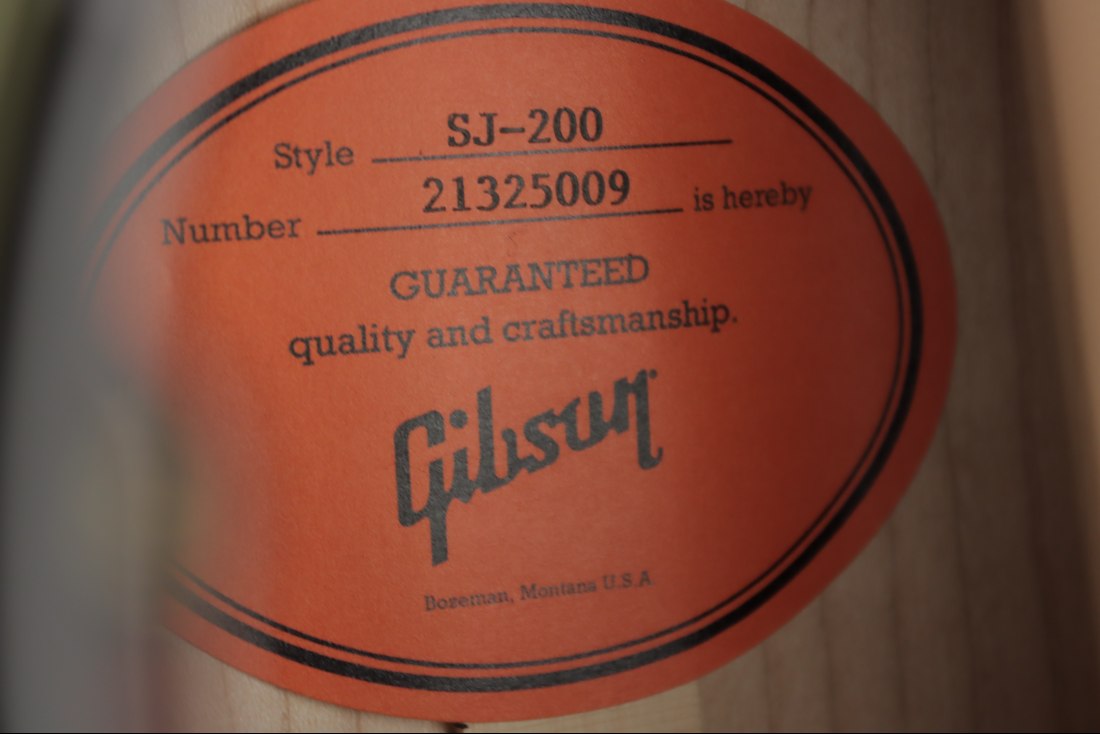 Style SJ-200
Number 21325009 is hereby
GUARANTEED
quality and craftsmanship.
Gibson
Bozeman, Montana U.S.A